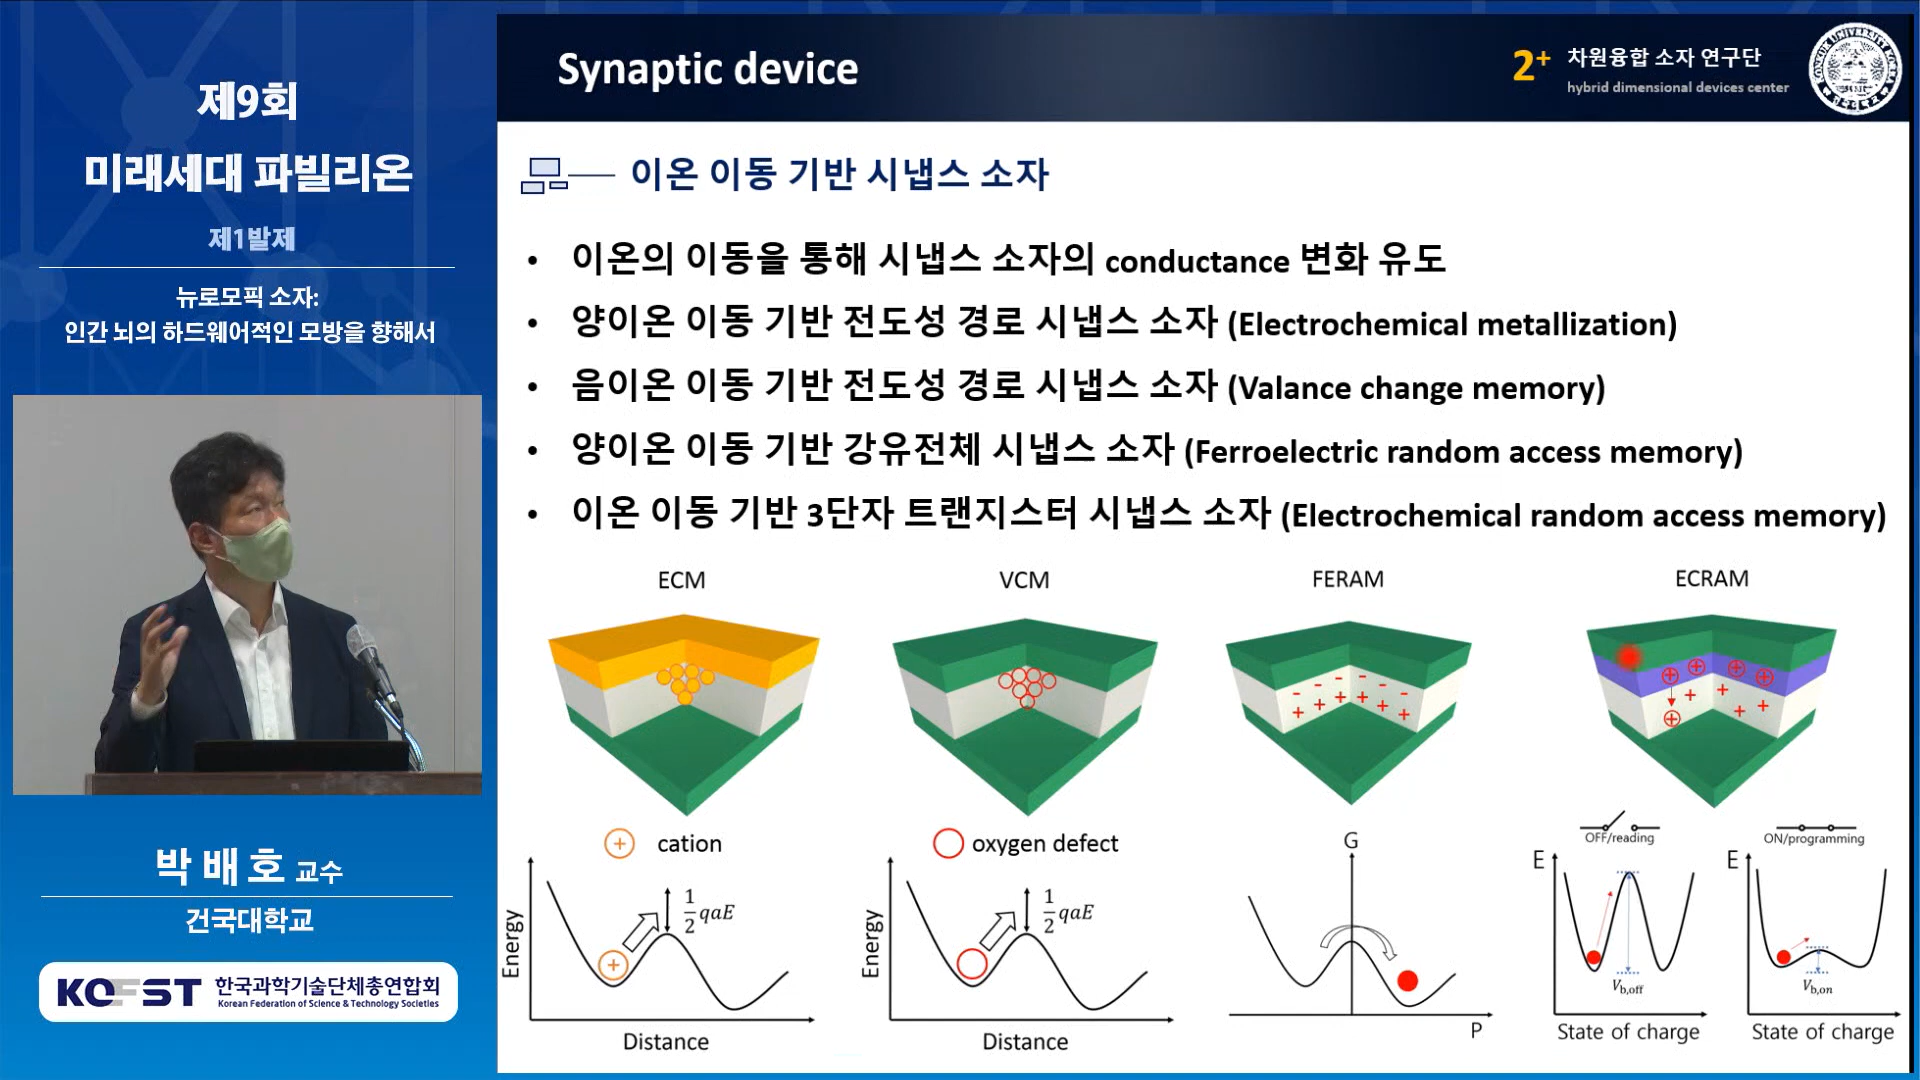 제9회
미래세대 파빌리온
제1발제
뉴로모픽 소자:
인간 뇌의 하드웨어적인 모방을 향해서
박 배 호 교수
건국대학교
KOFST 한국과학기술단체총연합회
Korean Federation of Science & Technology Societies
Synaptic device
2+ 차원융합 소자 연구단
hybrid dimensional devices center
이온 이동 기반 시냅스 소자
• 이온의 이동을 통해 시냅스 소자의 conductance 변화 유도
• 양이온 이동 기반 전도성 경로 시냅스 소자 (Electrochemical metallization)
• 음이온 이동 기반 전도성 경로 시냅스 소자 (Valance change memory)
• 양이온 이동 기반 강유전체 시냅스 소자 (Ferroelectric random access memory)
• 이온 이동 기반 3단자 트랜지스터 시냅스 소자 (Electrochemical random access memory)
ECM
VCM
FERAM
ECRAM
+ cation
Energy
1/2 qaE
+
Distance
oxygen defect
Energy
1/2 qaE
Distance
G
P
OFF/reading
E
Vb,off
State of charge
ON/programming
E
Vb,on
State of charge